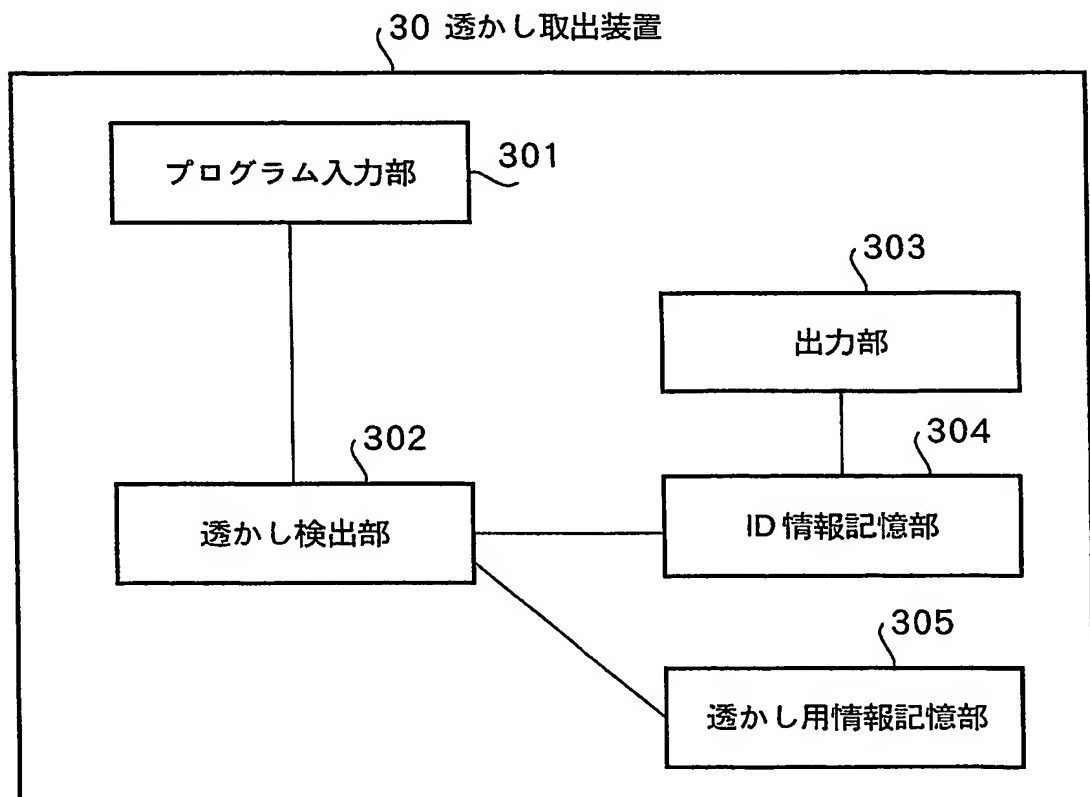 30 透かし取出装置
プログラム入力部
301
303
出力部
302
304
透かし検出部
ID情報記憶部
305
透かし用情報記憶部